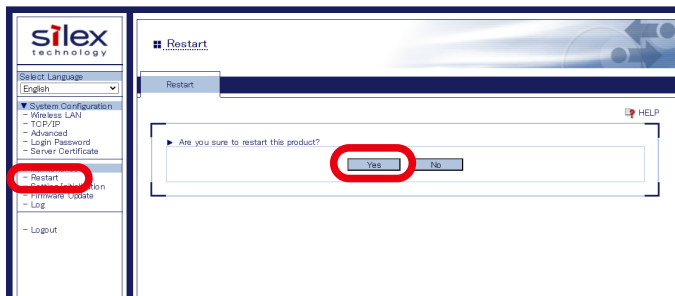 silex
technology
Select Language
English
▼ System Configuration
- Wireless LAN
- TCP/IP
- Advanced
- Login Password
- Server Certificate
- Restart
- Firmware Update
- Log
- Logout
Restart
Restart
HELP
Are you sure to restart this product?
Yes No